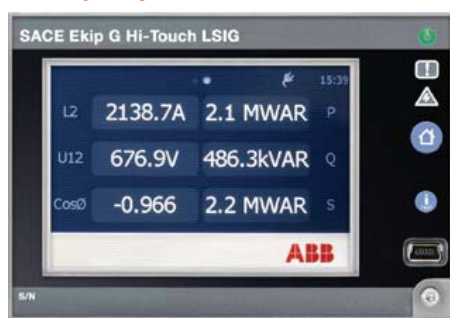 SACE Ekip G Hi-Touch LSIG
15:39
L2 2138.7A 2.1 MWAR P
U12 676.9V 486.3kVAR Q
CosØ -0.966 2.2 MWAR S
ABB
S/N